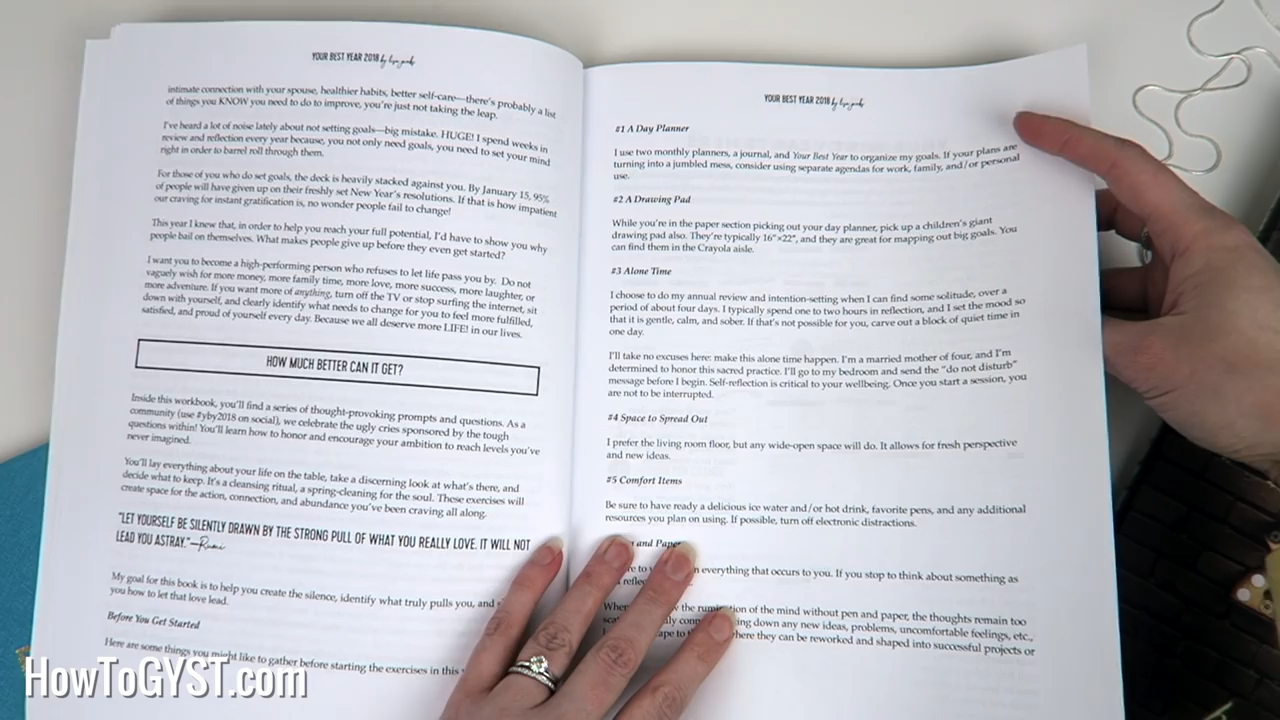 YOUR BEST YEAR 2018
intimate connection with your spouse, healthier habits, better self-care—there's probably a list
of things you KNOW you need to do to improve, you're just not taking the leap.
I've heard a lot of noise lately about not setting goals—big mistake. HUGE! I spend weeks in
review and reflection every year because, you not only need goals, you need to set your mind
right in order to barrel roll through them.
For those of you who do set goals, the deck is heavily stacked against you. By January 15, 95%
of people will have given up on their freshly set New Year's resolutions. If that is how impatient
our craving for instant gratification is, no wonder people fail to change!
This year I knew that, in order to help you reach your full potential, I'd have to show you why
people bail on themselves. What makes people give up before they even get started?
I want you to become a high-performing person who refuses to let life pass you by. Do not
vaguely wish for more money, more family time, more love, more success, more laughter, or
more adventure. If you want more of anything, turn off the TV or stop surfing the internet, sit
down with yourself, and clearly identify what needs to change for you to feel more fulfilled,
satisfied, and proud of yourself every day. Because we all deserve more LIFE! in our lives.
HOW MUCH BETTER CAN IT GET?
Inside this workbook, you'll find a series of thought-provoking prompts and questions. As a
community (use #yby2018 on social), we celebrate the ugly cries sponsored by the tough
questions within! You'll learn how to honor and encourage your ambition to reach levels you've
never imagined.
You'll lay everything about your life on the table, take a discerning look at what's there, and
decide what to keep. It's a cleansing ritual, a spring-cleaning for the soul. These exercises will
create space for the action, connection, and abundance you've been craving all along.
"LET YOURSELF BE SILENTLY DRAWN BY THE STRONG PULL OF WHAT YOU REALLY LOVE. IT WILL NOT
LEAD YOU ASTRAY."—Rumi
My goal for this book is to help you create the silence, identify what truly pulls you, and
you how to let that love lead.
Before You Get Started
Here are some things you might like to gather before starting the exercises in this
YOUR BEST YEAR 2018
#1 A Day Planner
I use two monthly planners, a journal, and Your Best Year to organize my goals. If your plans are
turning into a jumbled mess, consider using separate agendas for work, family, and/or personal
use.
#2 A Drawing Pad
While you're in the paper section picking out your day planner, pick up a children's giant
drawing pad also. They're typically 16"×22", and they are great for mapping out big goals. You
can find them in the Crayola aisle.
#3 Alone Time
I choose to do my annual review and intention-setting when I can find some solitude, over a
period of about four days. I typically spend one to two hours in reflection, and I set the mood so
that it is gentle, calm, and sober. If that's not possible for you, carve out a block of quiet time in
one day.
I'll take no excuses here: make this alone time happen. I'm a married mother of four, and I'm
determined to honor this sacred practice. I'll go to my bedroom and send the "do not disturb"
message before I begin. Self-reflection is critical to your wellbeing. Once you start a session, you
are not to be interrupted.
#4 Space to Spread Out
I prefer the living room floor, but any wide-open space will do. It allows for fresh perspective
and new ideas.
#5 Comfort Items
Be sure to have ready a delicious ice water and/or hot drink, favorite pens, and any additional
resources you plan on using. If possible, turn off electronic distractions.
and Paper
everything that occurs to you. If you stop to think about something as
the rumination of the mind without pen and paper, the thoughts remain too
down any new ideas, problems, uncomfortable feelings, etc.,
where they can be reworked and shaped into successful projects or
HowToGYST.com